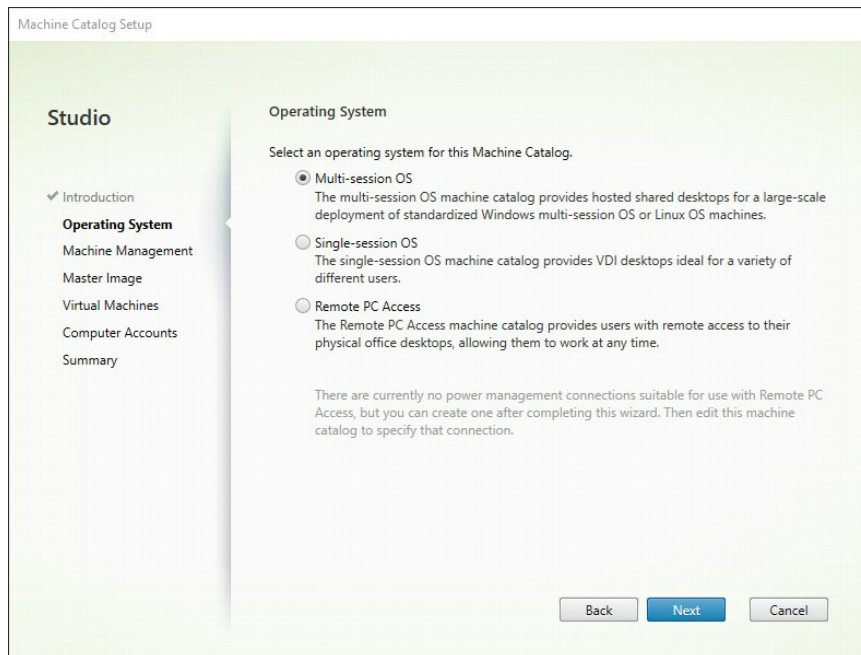 Machine Catalog Setup
Studio
✔ Introduction
Operating System
Machine Management
Master Image
Virtual Machines
Computer Accounts
Summary
Operating System
Select an operating system for this Machine Catalog.
Multi-session OS
The multi-session OS machine catalog provides hosted shared desktops for a large-scale
deployment of standardized Windows multi-session OS or Linux OS machines.
Single-session OS
The single-session OS machine catalog provides VDI desktops ideal for a variety of
different users.
Remote PC Access
The Remote PC Access machine catalog provides users with remote access to their
physical office desktops, allowing them to work at any time.
There are currently no power management connections suitable for use with Remote PC
Access, but you can create one after completing this wizard. Then edit this machine
catalog to specify that connection.
Back
Next
Cancel